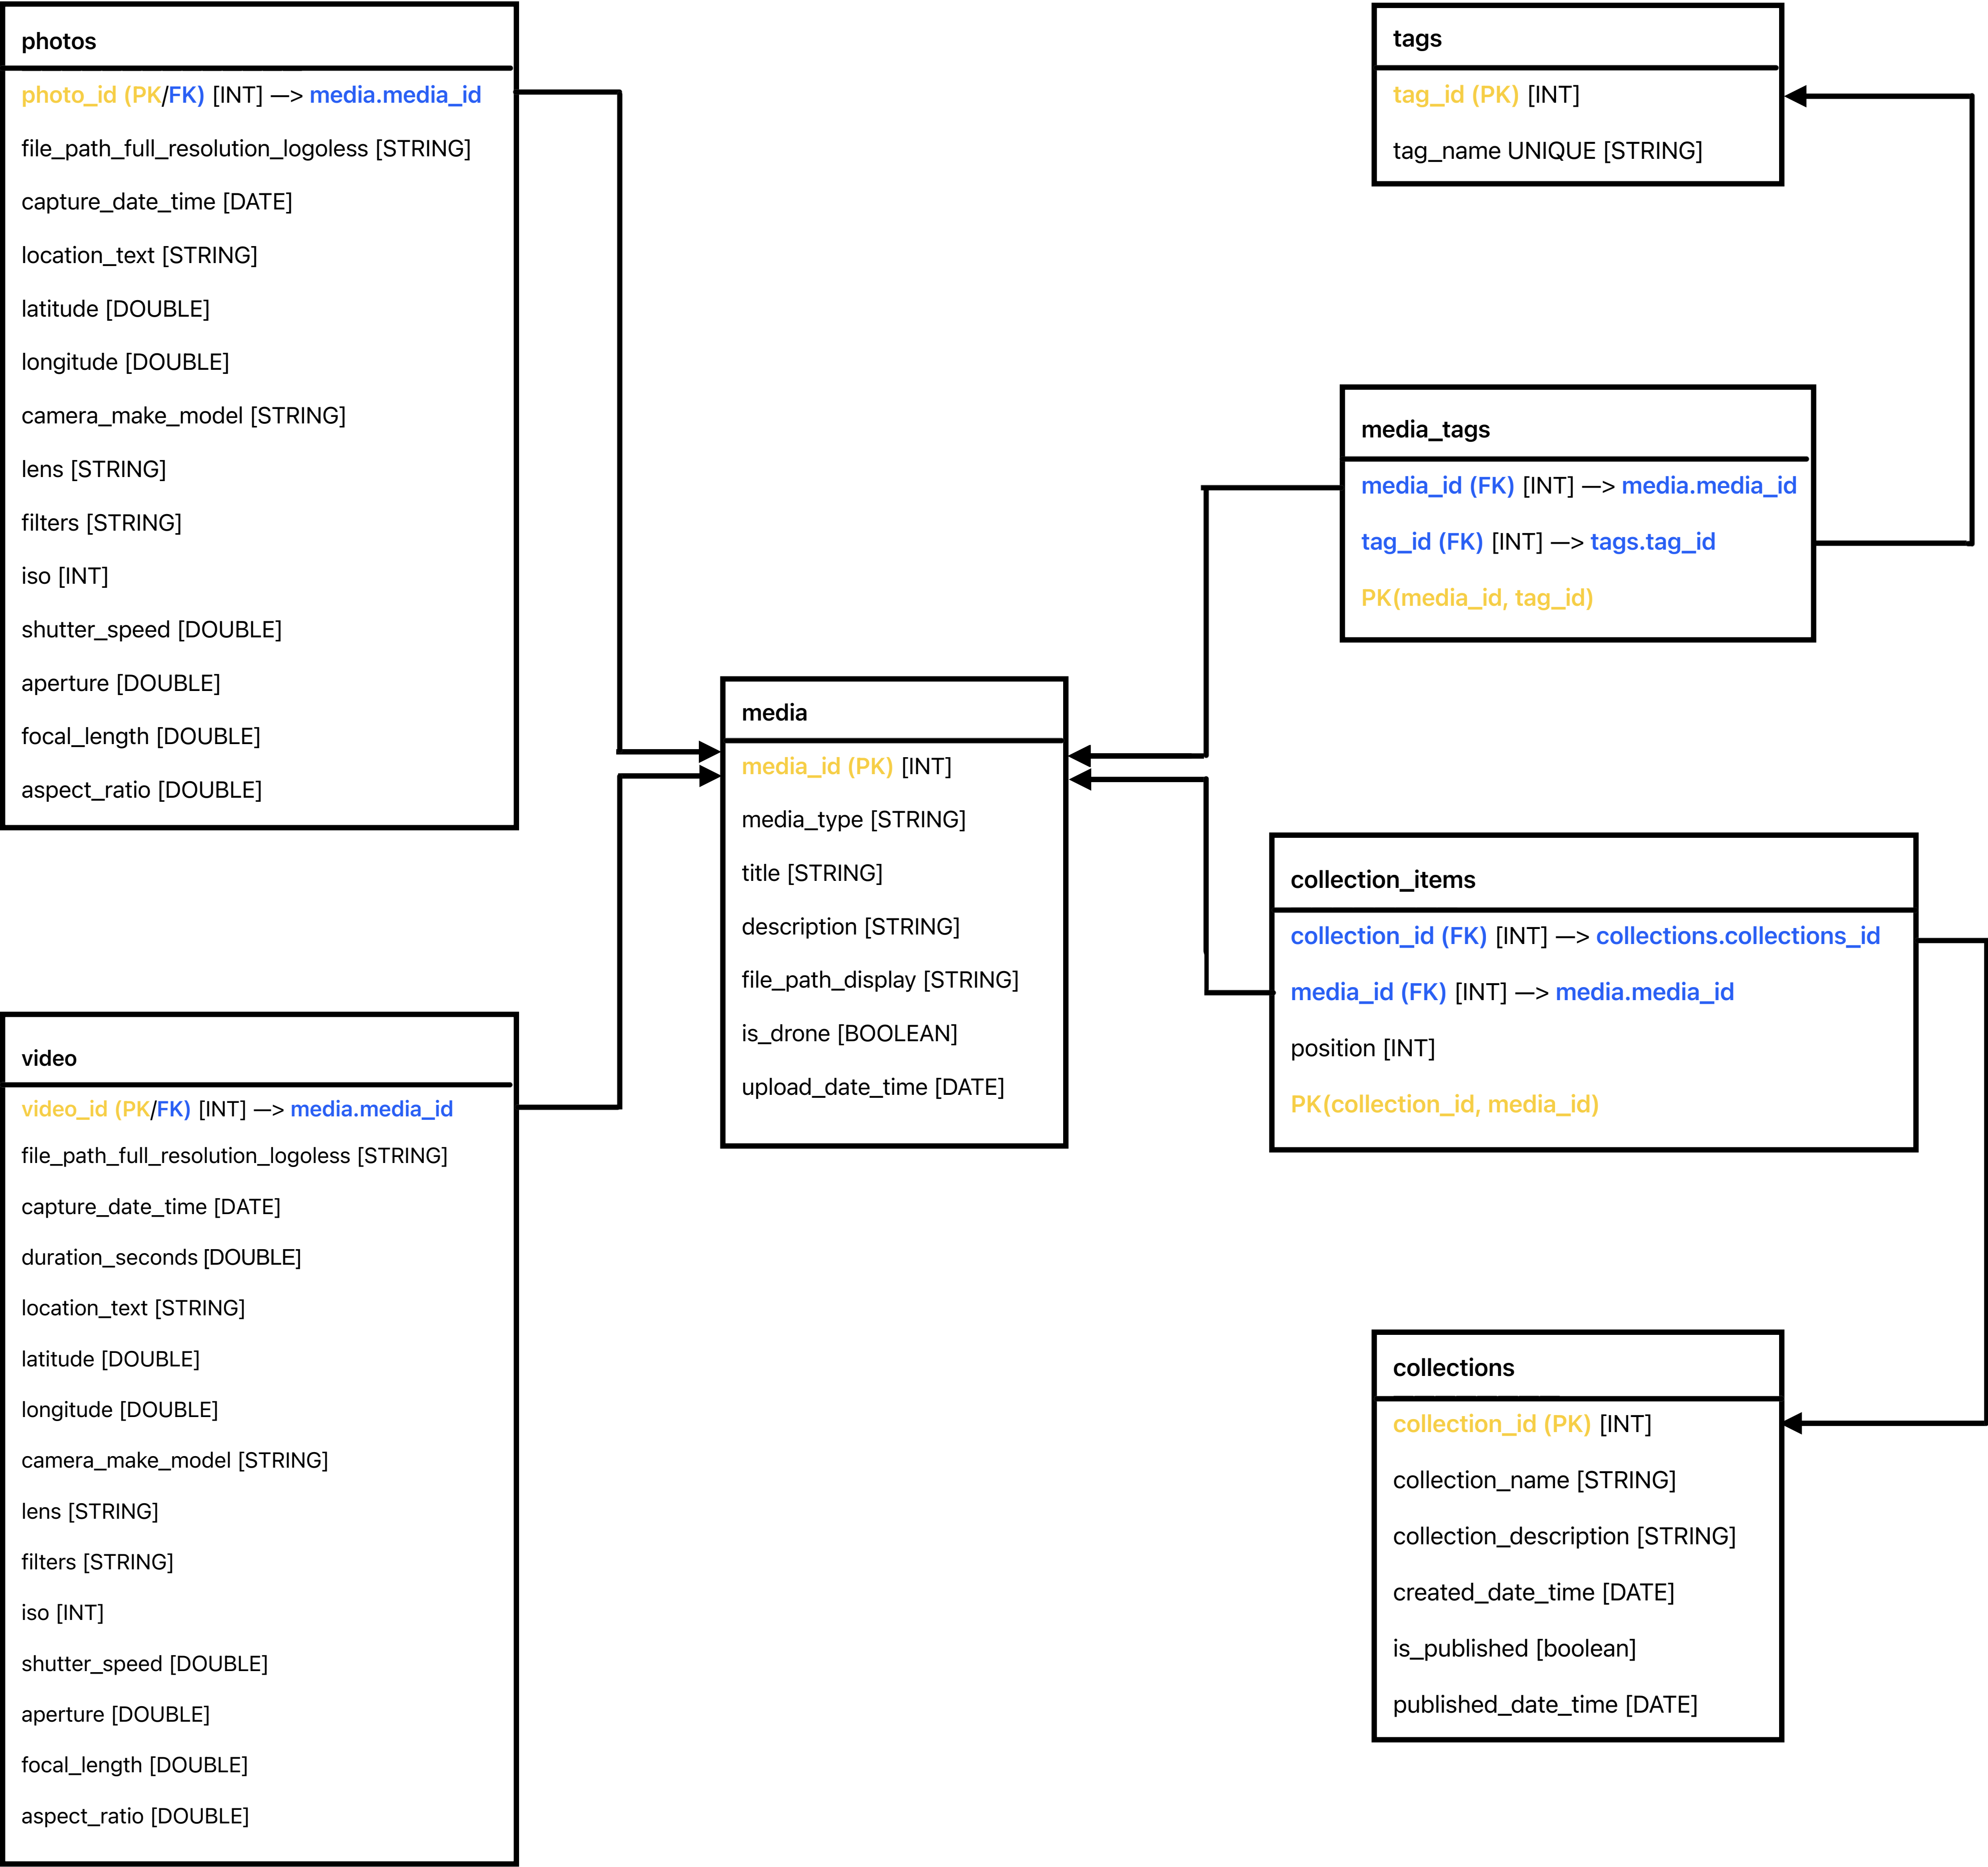 photos
photo_id (PK/FK) [INT] —> media.media_id
file_path_full_resolution_logoless [STRING]
capture_date_time [DATE]
location_text [STRING]
latitude [DOUBLE]
longitude [DOUBLE]
camera_make_model [STRING]
lens [STRING]
filters [STRING]
iso [INT]
shutter_speed [DOUBLE]
aperture [DOUBLE]
focal_length [DOUBLE]
aspect_ratio [DOUBLE]
video
video_id (PK/FK) [INT] —> media.media_id
file_path_full_resolution_logoless [STRING]
capture_date_time [DATE]
duration_seconds [DOUBLE]
location_text [STRING]
latitude [DOUBLE]
longitude [DOUBLE]
camera_make_model [STRING]
lens [STRING]
filters [STRING]
iso [INT]
shutter_speed [DOUBLE]
aperture [DOUBLE]
focal_length [DOUBLE]
aspect_ratio [DOUBLE]
media
media_id (PK) [INT]
media_type [STRING]
title [STRING]
description [STRING]
file_path_display [STRING]
is_drone [BOOLEAN]
upload_date_time [DATE]
tags
tag_id (PK) [INT]
tag_name UNIQUE [STRING]
media_tags
media_id (FK) [INT] —> media.media_id
tag_id (FK) [INT] —> tags.tag_id
PK(media_id, tag_id)
collection_items
collection_id (FK) [INT] —> collections.collections_id
media_id (FK) [INT] —> media.media_id
position [INT]
PK(collection_id, media_id)
collections
collection_id (PK) [INT]
collection_name [STRING]
collection_description [STRING]
created_date_time [DATE]
is_published [boolean]
published_date_time [DATE]